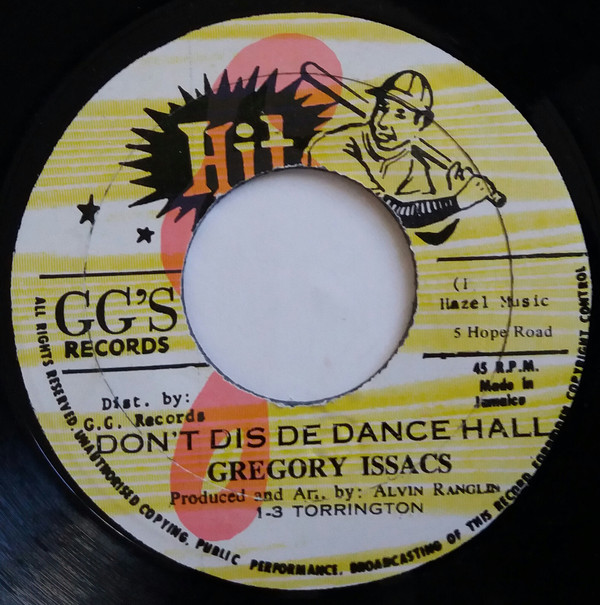 Hit
GG'S
RECORDS
(1
Hazel Music
5 Hope Road
45 R.P.M.
Made in
Jamaica
Dist. by:
G.G. Records
DON'T DIS DE DANCE HALL
GREGORY ISSACS
Produced and Arr. by: ALVIN RANGLIN
1-3 TORRINGTON
ALL RIGHTS RESERVED. UNAUTHORISED COPYING, PUBLIC PERFORMANCE, BROADCASTING OF THIS RECORD FORBIDDEN COPYRIGHT CONTROL